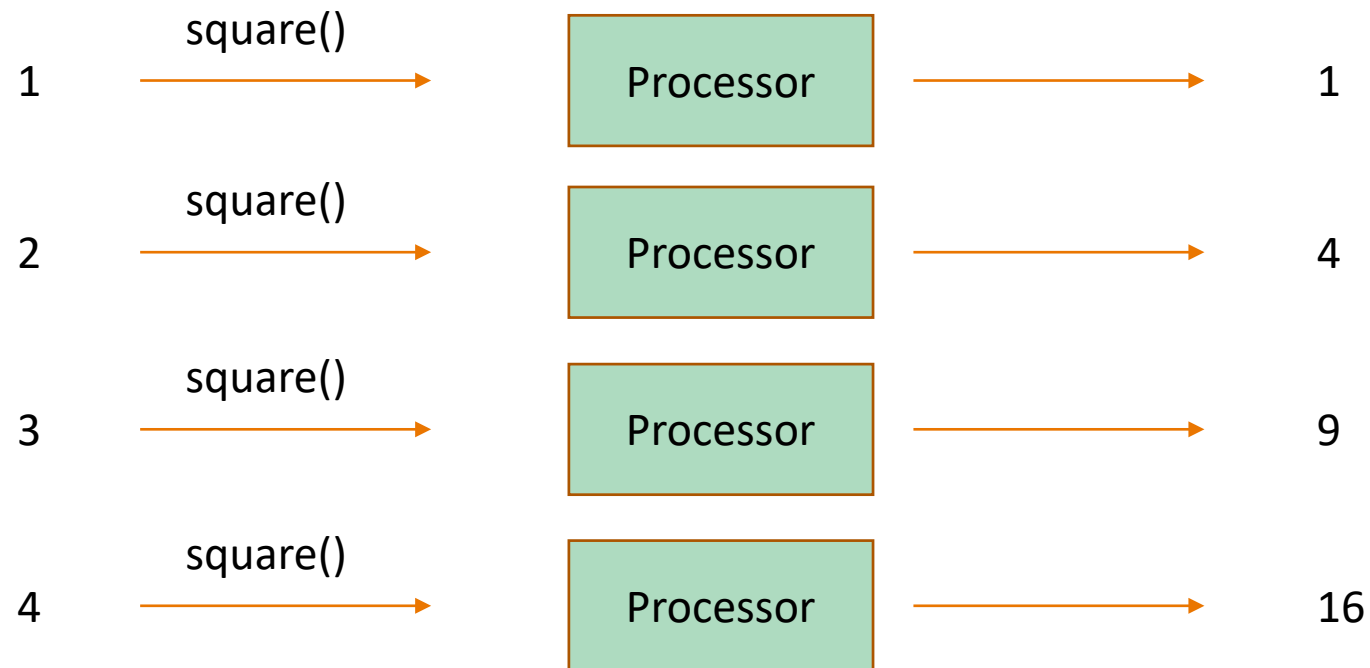 square()
1 Processor 1
square()
2 Processor 4
square()
3 Processor 9
square()
4 Processor 16